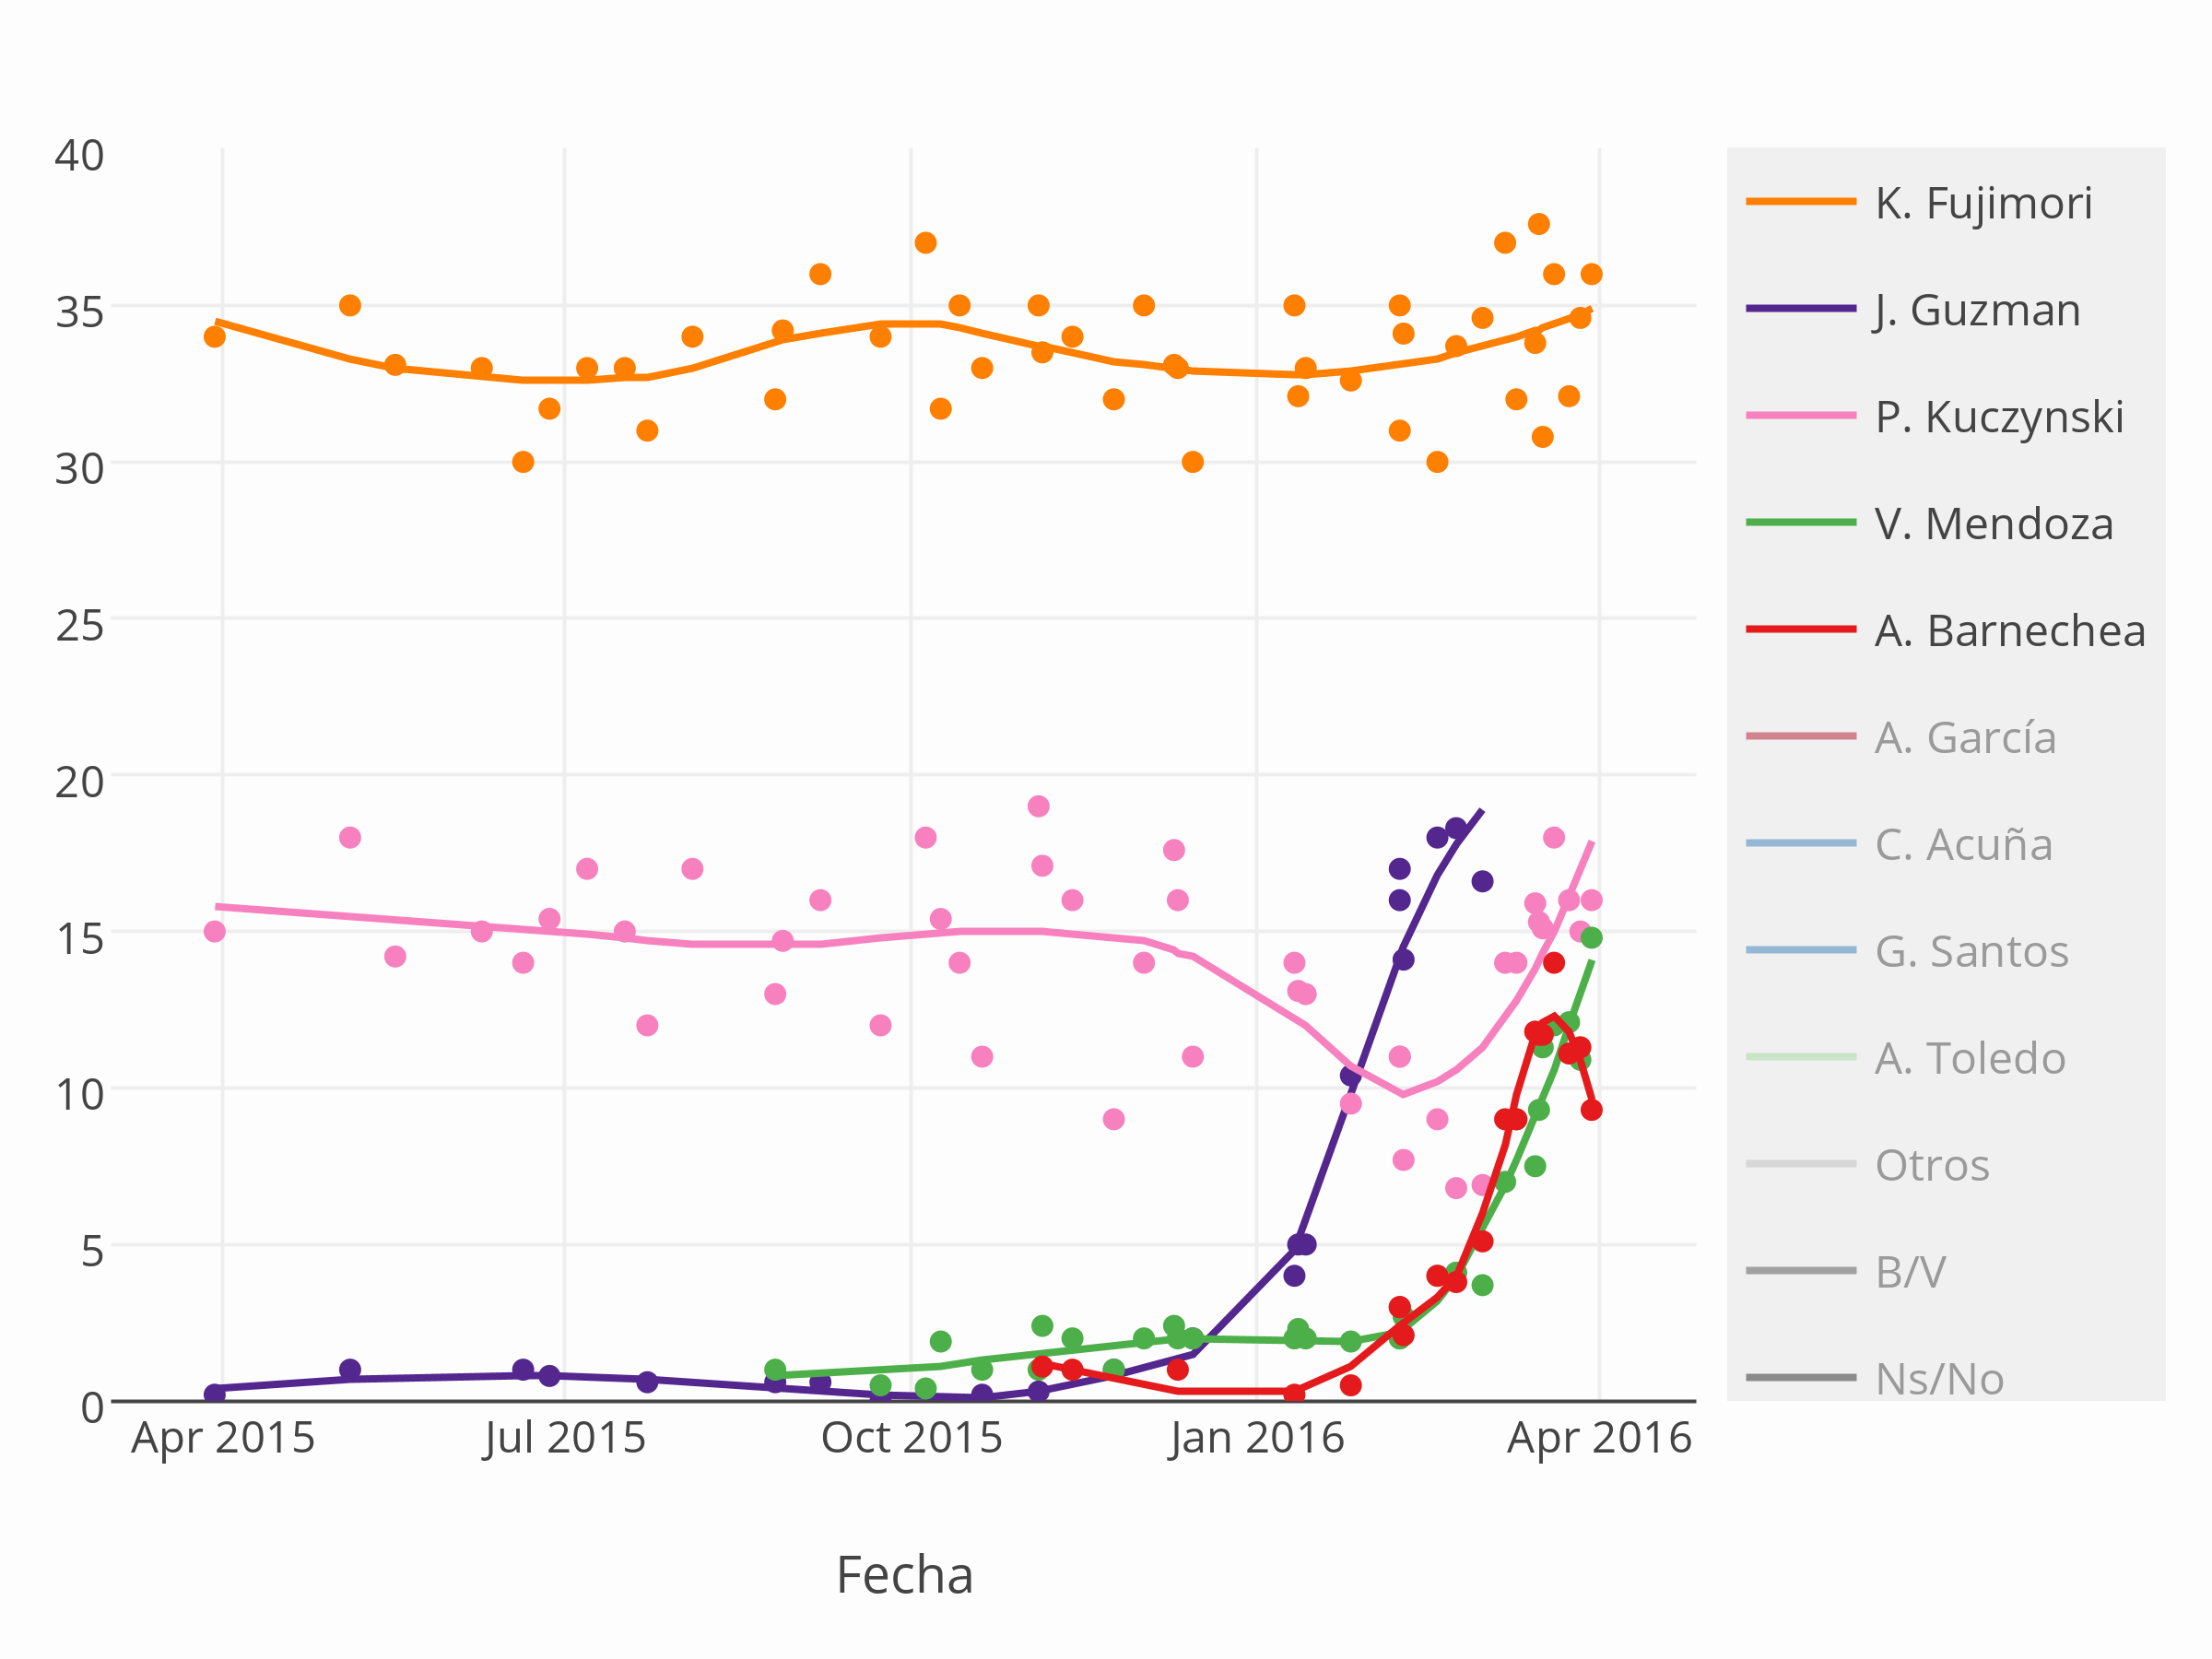 40
35
30
25
20
15
10
5
0
Apr 2015
Jul 2015
Oct 2015
Jan 2016
Apr 2016
Fecha
K. Fujimori
J. Guzman
P. Kuczynski
V. Mendoza
A. Barnechea
A. García
C. Acuña
G. Santos
A. Toledo
Otros
B/V
Ns/No